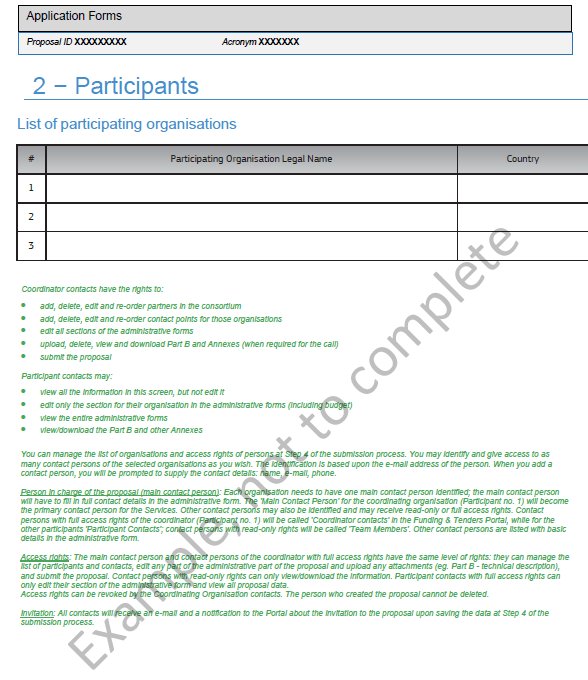 Application Forms
Proposal ID XXXXXXXXX Acronym XXXXXXX
2 – Participants
List of participating organisations
# Participating Organisation Legal Name Country
1
2
3
Coordinator contacts have the rights to:
• add, delete, edit and re-order partners in the consortium
• add, delete, edit and re-order contact points for those organisations
• edit all sections of the administrative forms
• upload, delete, view and download Part B and Annexes (when required for the call)
• submit the proposal
Participant contacts may:
• view all the information in this screen, but not edit it
• edit only the section for their organisation in the administrative forms (including budget)
• view the entire administrative forms
• view/download the Part B and other Annexes
You can manage the list of organisations and access rights of persons at Step 4 of the submission process. You may identify and give access to as
many contact persons of the selected organisations as you wish. The identification is based upon the e-mail address of the person. When you add a
contact person, you will be prompted to supply the contact details: name, e-mail, phone.
Person in charge of the proposal (main contact person): Each organisation needs to have one main contact person identified; the main contact person
will have to fill in full contact details in the administrative form. The 'Main Contact Person' for the coordinating organisation (Participant no. 1) will become
the primary contact person for the Services. Other contact persons may also be identified and may receive read-only or full access rights. Contact
persons with full access rights of the coordinator (Participant no. 1) will be called 'Coordinator contacts' in the Funding & Tenders Portal, while for the
other participants 'Participant Contacts'; contact persons with read-only rights will be called 'Team Members'. Other contact persons are listed with basic
details in the administrative form.
Access rights: The main contact person and contact persons of the coordinator with full access rights have the same level of rights: they can manage the
list of participants and contacts, edit any part of the administrative part of the proposal and upload any attachments (eg. Part B - technical description),
and submit the proposal. Contact persons with read-only rights can only view/download the information. Participant contacts with full access rights can
only edit their section of the administrative form and view all proposal data.
Access rights can be revoked by the Coordinating Organisation contacts. The person who created the proposal cannot be deleted.
Invitation: All contacts will receive an e-mail and a notification to the Portal about the invitation to the proposal upon saving the data at Step 4 of the
submission process.
Example, not to complete